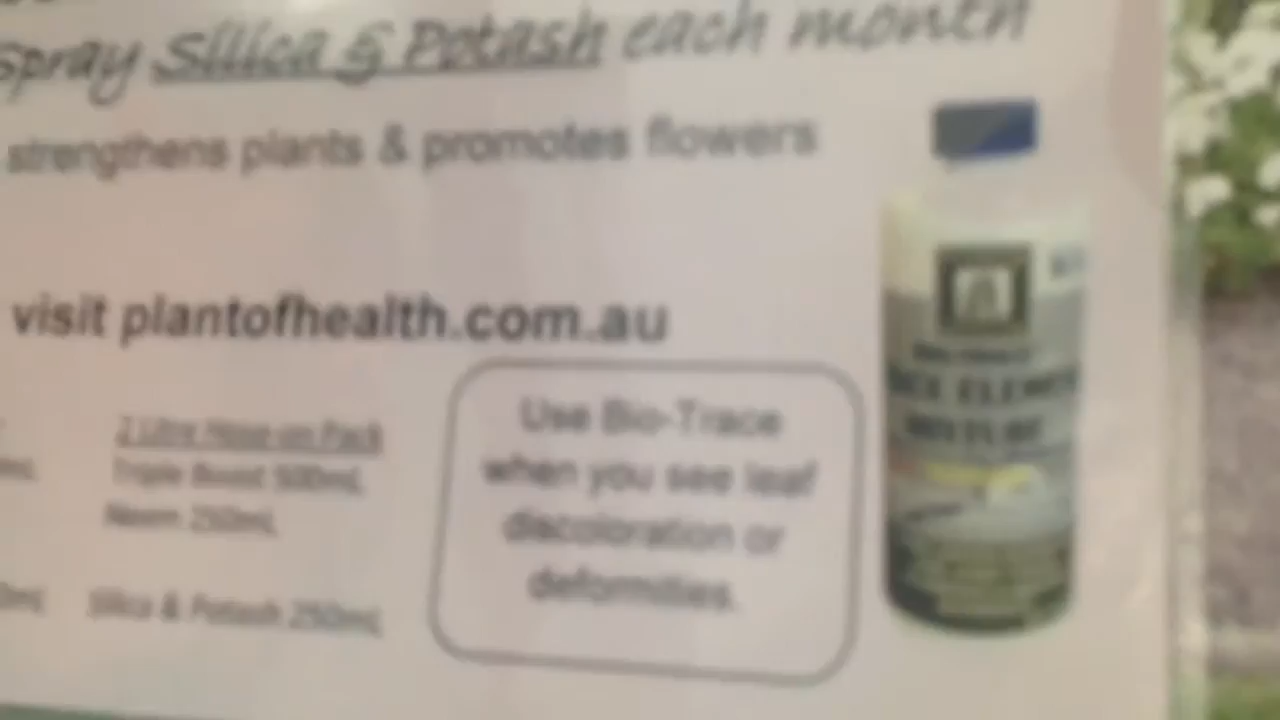 Spray Silica & Potash each month
strengthens plants & promotes flowers
visit plantofhealth.com.au
2 Litre Hose-on Pack
Triple Boost 500mL
Neem 250mL
Silica & Potash 250mL
Use Bio-Trace
when you see leaf
discoloration or
deformities.